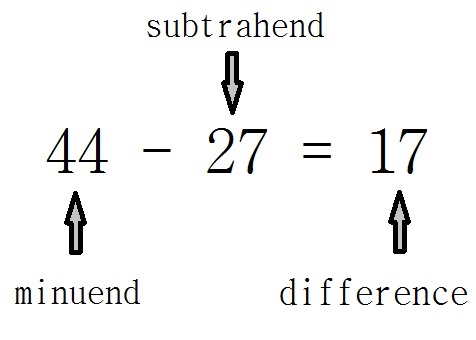 subtrahend
44 - 27 = 17
minuend difference